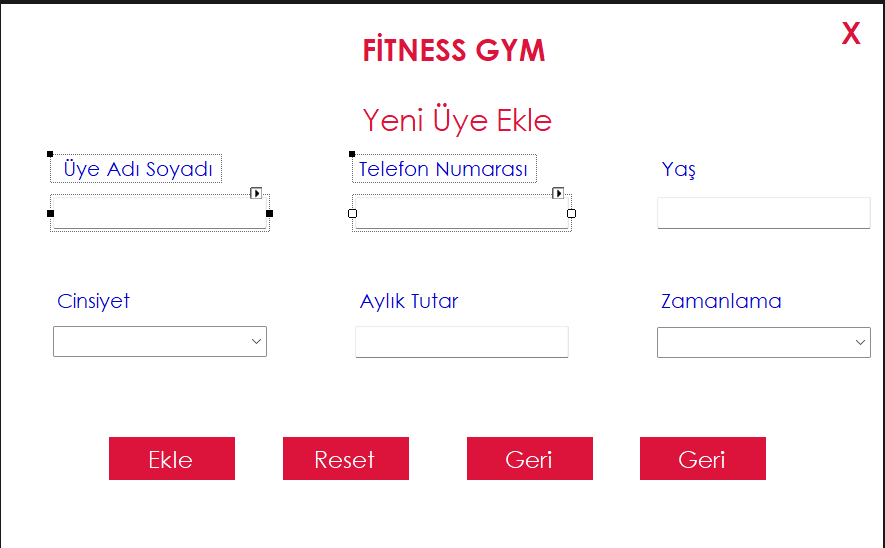 X
FİTNESS GYM
Yeni Üye Ekle
Üye Adı Soyadı
Telefon Numarası
Yaş
Cinsiyet
Aylık Tutar
Zamanlama
Ekle
Reset
Geri
Geri